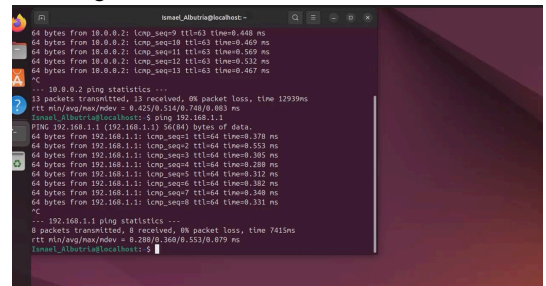 Ismael_Albutria@localhost: ~
64 bytes from 10.0.0.2: icmp_seq=9 ttl=63 time=0.448 ms
64 bytes from 10.0.0.2: icmp_seq=10 ttl=63 time=0.469 ms
64 bytes from 10.0.0.2: icmp_seq=11 ttl=63 time=0.569 ms
64 bytes from 10.0.0.2: icmp_seq=12 ttl=63 time=0.532 ms
64 bytes from 10.0.0.2: icmp_seq=13 ttl=63 time=0.467 ms
^C
--- 10.0.0.2 ping statistics ---
13 packets transmitted, 13 received, 0% packet loss, time 12939ms
rtt min/avg/max/mdev = 0.425/0.514/0.748/0.083 ms
Ismael_Albutria@localhost:~$ ping 192.168.1.1
PING 192.168.1.1 (192.168.1.1) 56(84) bytes of data.
64 bytes from 192.168.1.1: icmp_seq=1 ttl=64 time=0.378 ms
64 bytes from 192.168.1.1: icmp_seq=2 ttl=64 time=0.553 ms
64 bytes from 192.168.1.1: icmp_seq=3 ttl=64 time=0.305 ms
64 bytes from 192.168.1.1: icmp_seq=4 ttl=64 time=0.280 ms
64 bytes from 192.168.1.1: icmp_seq=5 ttl=64 time=0.312 ms
64 bytes from 192.168.1.1: icmp_seq=6 ttl=64 time=0.382 ms
64 bytes from 192.168.1.1: icmp_seq=7 ttl=64 time=0.340 ms
64 bytes from 192.168.1.1: icmp_seq=8 ttl=64 time=0.331 ms
^C
--- 192.168.1.1 ping statistics ---
8 packets transmitted, 8 received, 0% packet loss, time 7415ms
rtt min/avg/max/mdev = 0.280/0.360/0.553/0.079 ms
Ismael_Albutria@localhost:~$